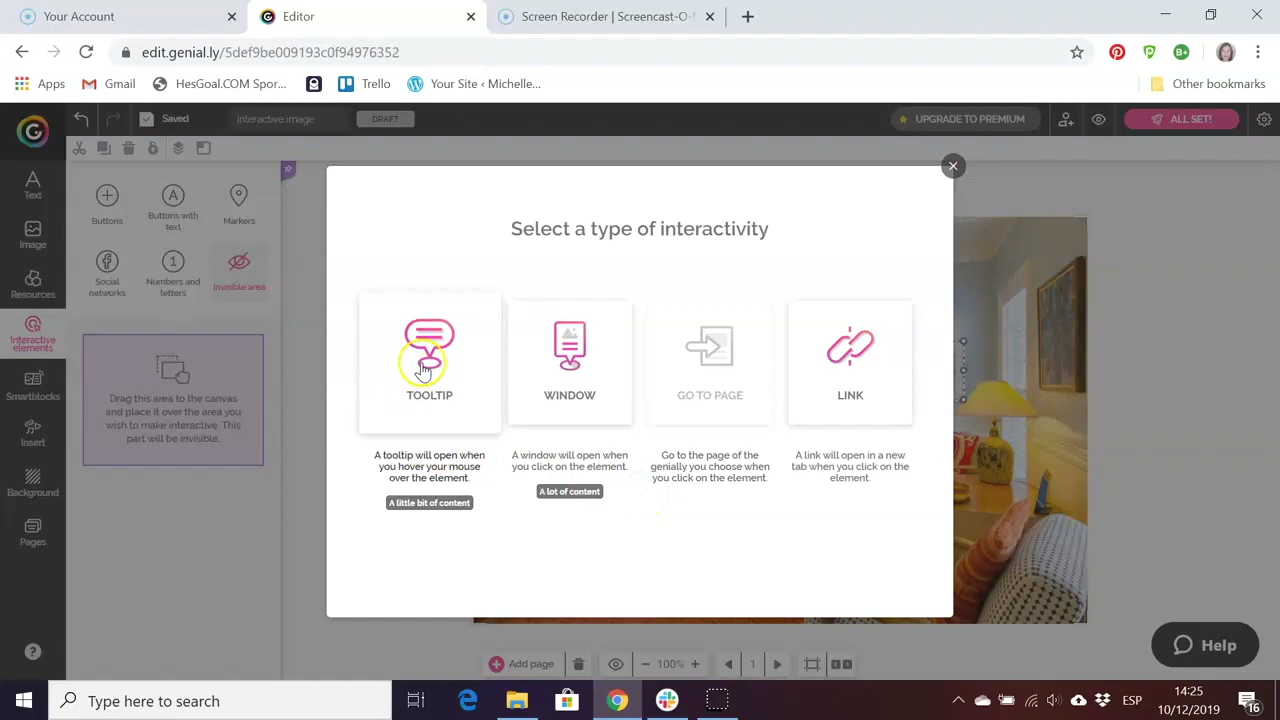 Your Account
Editor
Screen Recorder | Screencast-O-
edit.genial.ly/5def9be009193c0f94976352
Apps
Gmail
HesGoal.COM Spor...
Trello
Your Site ‹ Michelle...
Other bookmarks
Saved
Interactive image
DRAFT
UPGRADE TO PREMIUM
ALL SET!
Text
Image
Resources
Interactive
elements
Smartblocks
Insert
Background
Pages
Buttons
Buttons with
text
Markers
Social
networks
Numbers and
letters
Invisible area
Drag this area to the canvas
and place it over the area you
wish to make interactive. This
part will be invisible.
Select a type of interactivity
TOOLTIP
A tooltip will open when
you hover your mouse
over the element.
A little bit of content
WINDOW
A window will open when
you click on the element.
A lot of content
GO TO PAGE
Go to the page of the
genially you choose when
you click on the element.
LINK
A link will open in a new
tab when you click on the
element.
Add page
100%
1
Help
Type here to search
ESP
14:25
10/12/2019
16